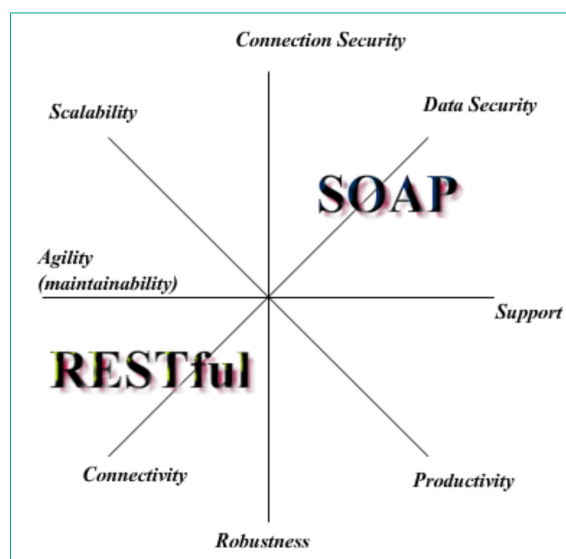 Connection Security
Data Security
Scalability
SOAP
Agility
(maintainability)
Support
RESTful
Connectivity
Productivity
Robustness